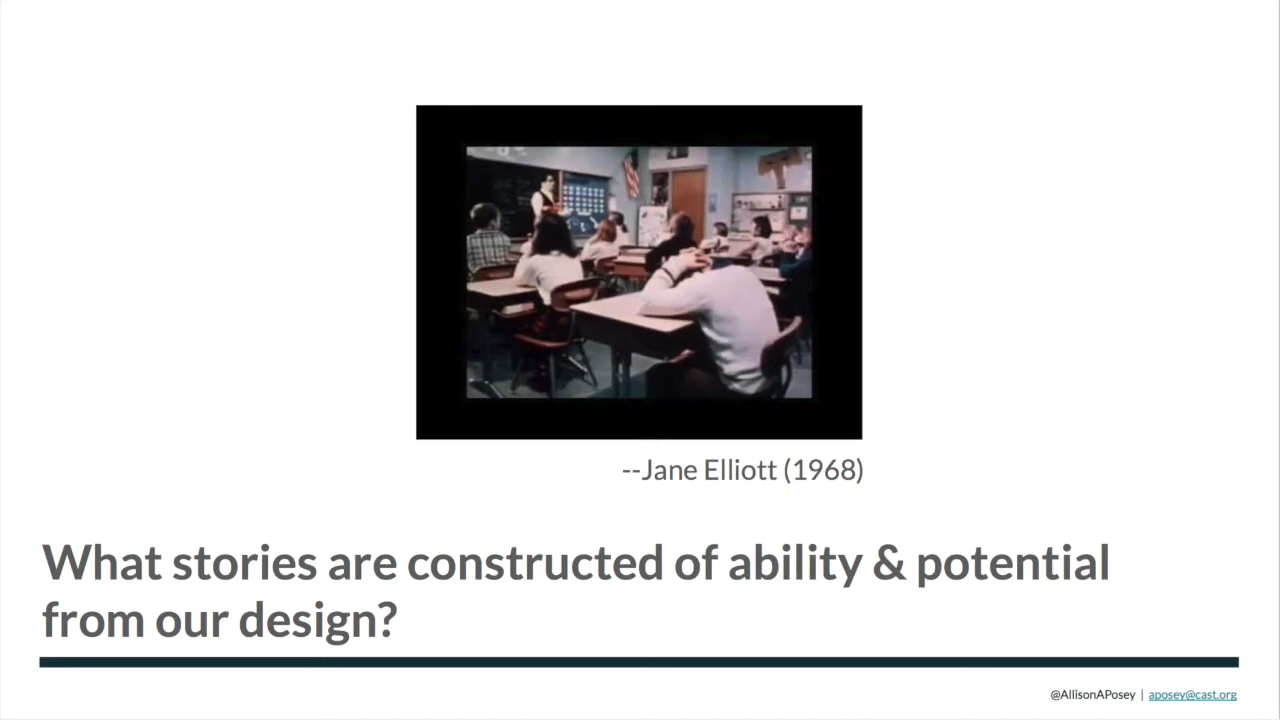 --Jane Elliott (1968)
What stories are constructed of ability & potential
from our design?
@AllisonAPosey | aposey@cast.org